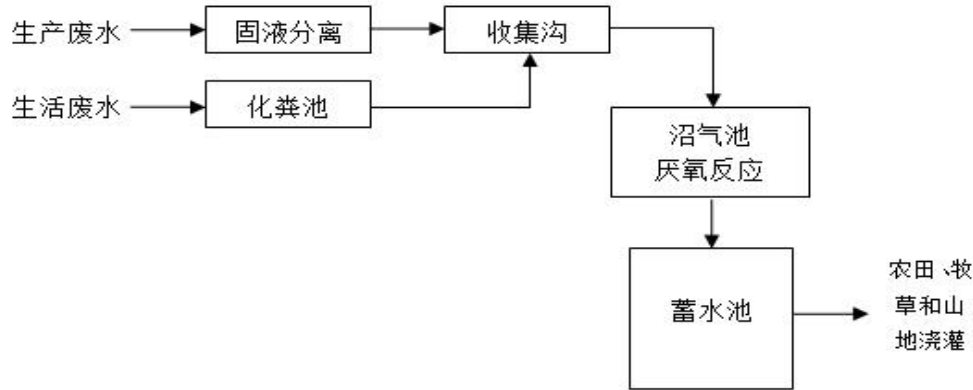 生产废水
固液分离
收集沟
生活废水
化粪池
沼气池
厌氧反应
蓄水池
农田、牧
草和山
地浇灌